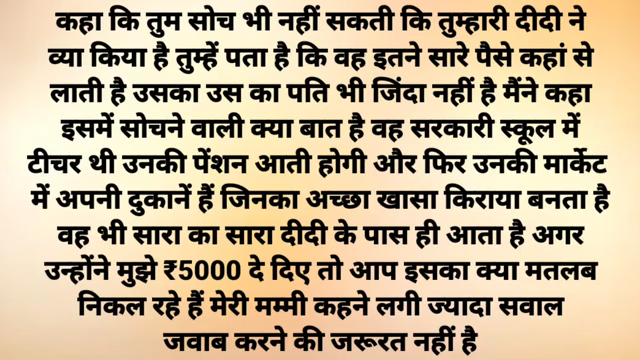 कहा कि तुम सोच भी नहीं सकती कि तुम्हारी दीदी ने
व्या किया है तुम्हें पता है कि वह इतने सारे पैसे कहां से
लाती है उसका उस का पति भी जिंदा नहीं है मैंने कहा
इसमें सोचने वाली क्या बात है वह सरकारी स्कूल में
टीचर थी उनकी पेंशन आती होगी और फिर उनकी मार्केट
में अपनी दुकानें हैं जिनका अच्छा खासा किराया बनता है
वह भी सारा का सारा दीदी के पास ही आता है अगर
उन्होंने मुझे ₹5000 दे दिए तो आप इसका क्या मतलब
निकल रहे हैं मेरी मम्मी कहने लगी ज्यादा सवाल
जवाब करने की जरूरत नहीं है